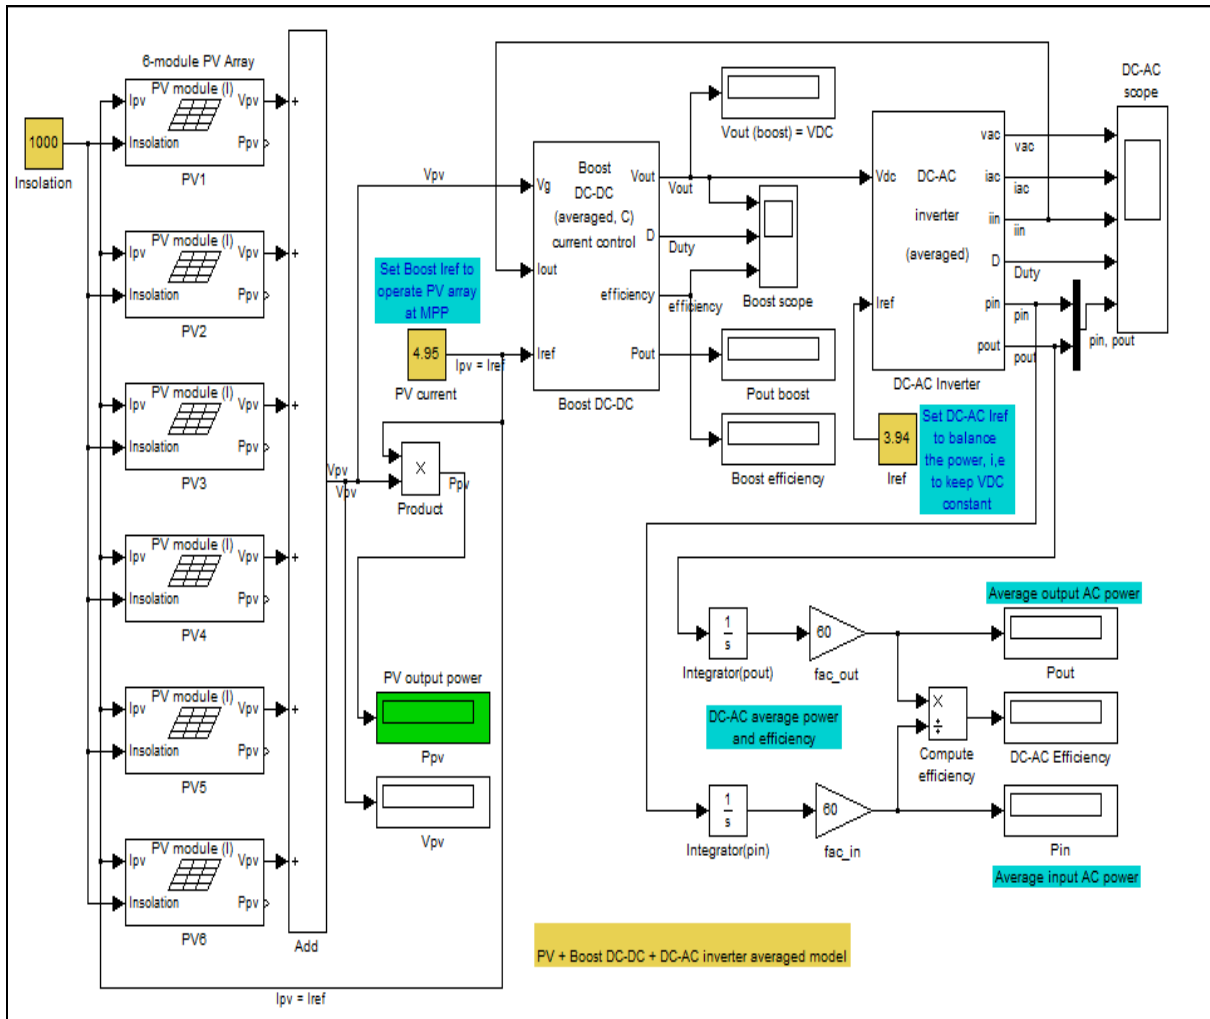 6-module PV Array
PV module (I)
Ipv
Vpv
+
Insolation
Ppv
PV1
1000
Insolation
PV module (I)
Ipv
Vpv
+
Insolation
Ppv
PV2
PV module (I)
Ipv
Vpv
+
Insolation
Ppv
PV3
PV module (I)
Ipv
Vpv
+
Insolation
Ppv
PV4
PV module (I)
Ipv
Vpv
+
Insolation
Ppv
PV5
PV module (I)
Ipv
Vpv
+
Insolation
Ppv
PV6
Add
Ipv = Iref
Vpv
Vpv
Vpv
Set Boost Iref to
operate PV array
at MPP
4.95
PV current
Ipv = Iref
X
Product
Ppv
PV output power
Ppv
Vpv
Boost
DC-DC
(averaged, C)
current control
Vg
Iout
Iref
Vout
D
efficiency
Pout
Boost DC-DC
Vout
Duty
efficiency
Vout (boost) = VDC
Boost scope
Pout boost
Boost efficiency
DC-AC
inverter
(averaged)
Vdc
Iref
vac
iac
iin
D
pin
pout
DC-AC Inverter
vac
iac
iin
Duty
pin
pout
pin, pout
DC-AC
scope
3.94
Iref
Set DC-AC Iref
to balance
the power, i,e
to keep VDC
constant
1
s
Integrator(pout)
60
fac_out
Average output AC power
Pout
DC-AC average power
and efficiency
X
÷
Compute
efficiency
DC-AC Efficiency
1
s
Integrator(pin)
60
fac_in
Pin
Average input AC power
PV + Boost DC-DC + DC-AC inverter averaged model